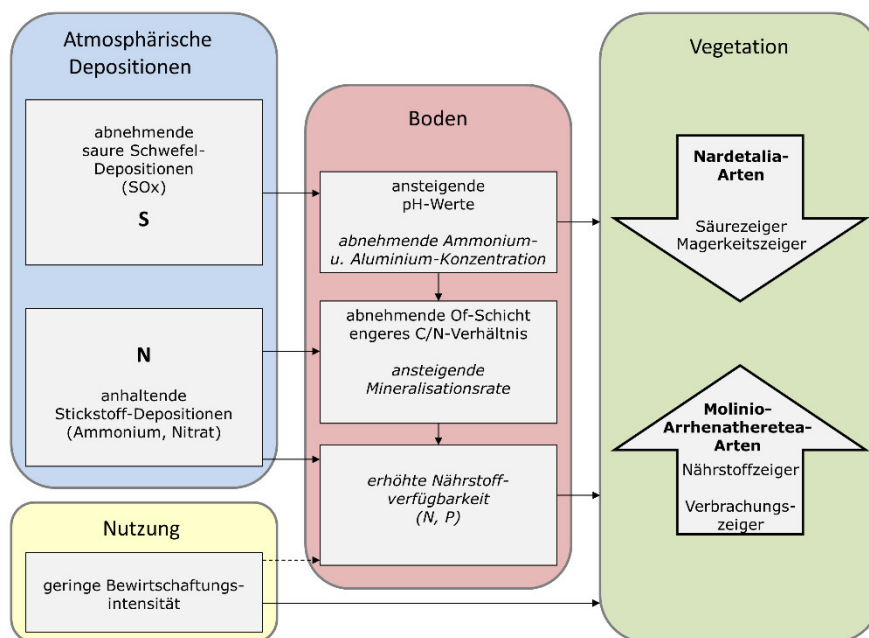 Atmosphärische
Depositionen
abnehmende
saure Schwefel-
Depositionen
(SOx)
S
N
anhaltende
Stickstoff-Depositionen
(Ammonium, Nitrat)
Nutzung
geringe Bewirtschaftungs-
intensität
Boden
ansteigende
pH-Werte
abnehmende Ammonium-
u. Aluminium-Konzentration
abnehmende Of-Schicht
engeres C/N-Verhältnis
ansteigende
Mineralisationsrate
erhöhte Nährstoff-
verfügbarkeit
(N, P)
Vegetation
Nardetalia-
Arten
Säurezeiger
Magerkeitszeiger
Molinio-
Arrhenatheretea-
Arten
Nährstoffzeiger
Verbrachungs-
zeiger